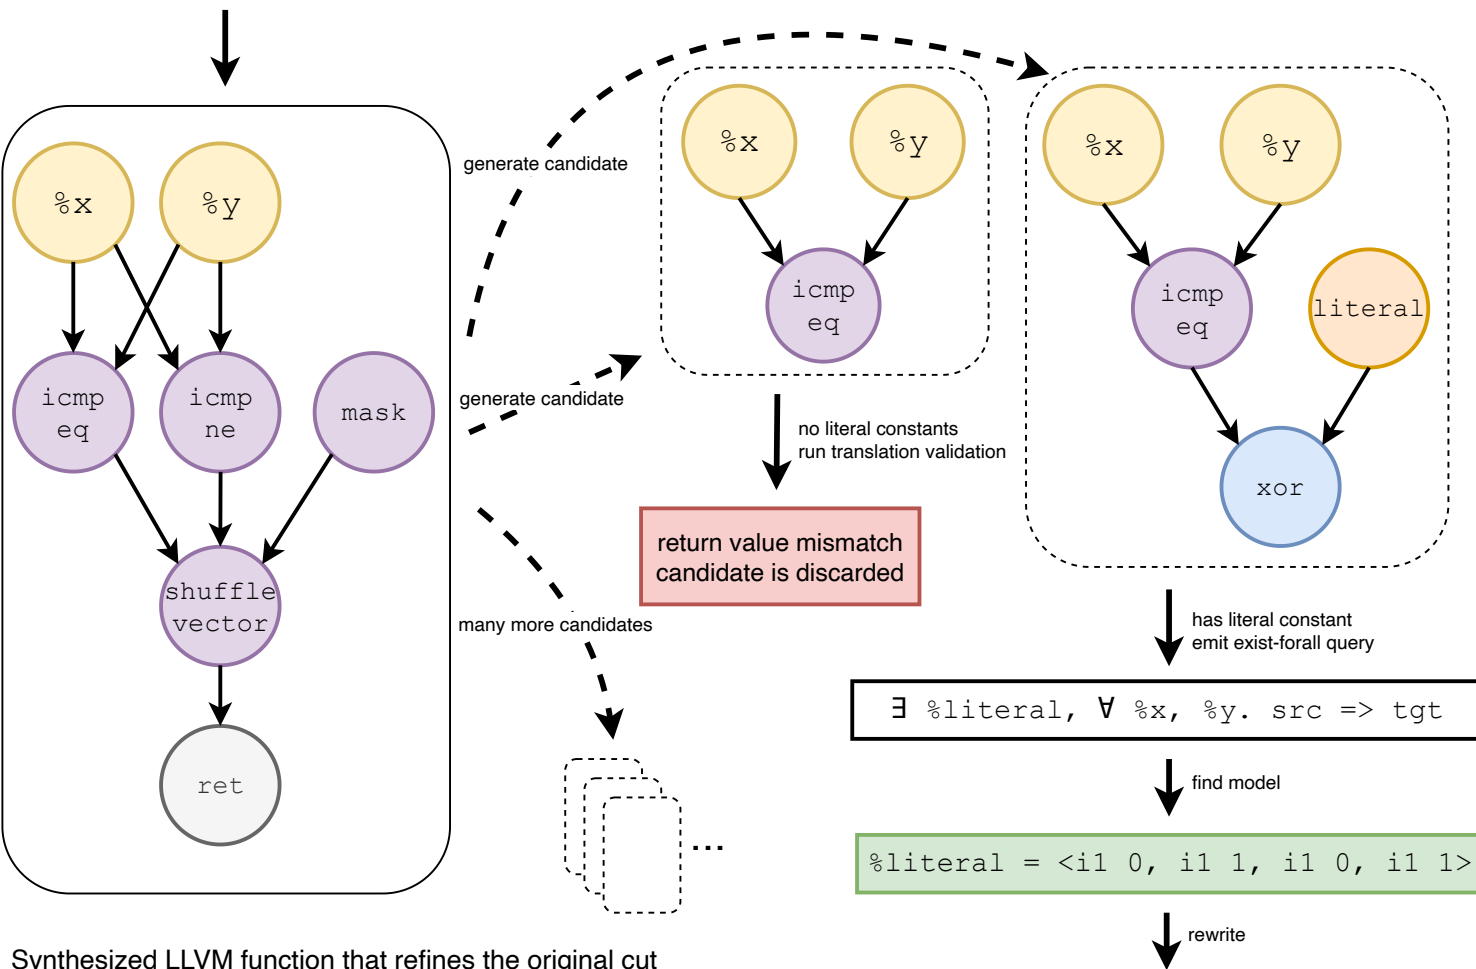 %x
%y
icmp
eq
icmp
ne
mask
shuffle
vector
ret
generate candidate
generate candidate
many more candidates
...
%x
%y
icmp
eq
no literal constants
run translation validation
return value mismatch
candidate is discarded
%x
%y
icmp
eq
literal
xor
has literal constant
emit exist-forall query
∃ %literal, ∀ %x, %y. src => tgt
find model
%literal = <i1 0, i1 1, i1 0, i1 1>
rewrite
Synthesized LLVM function that refines the original cut